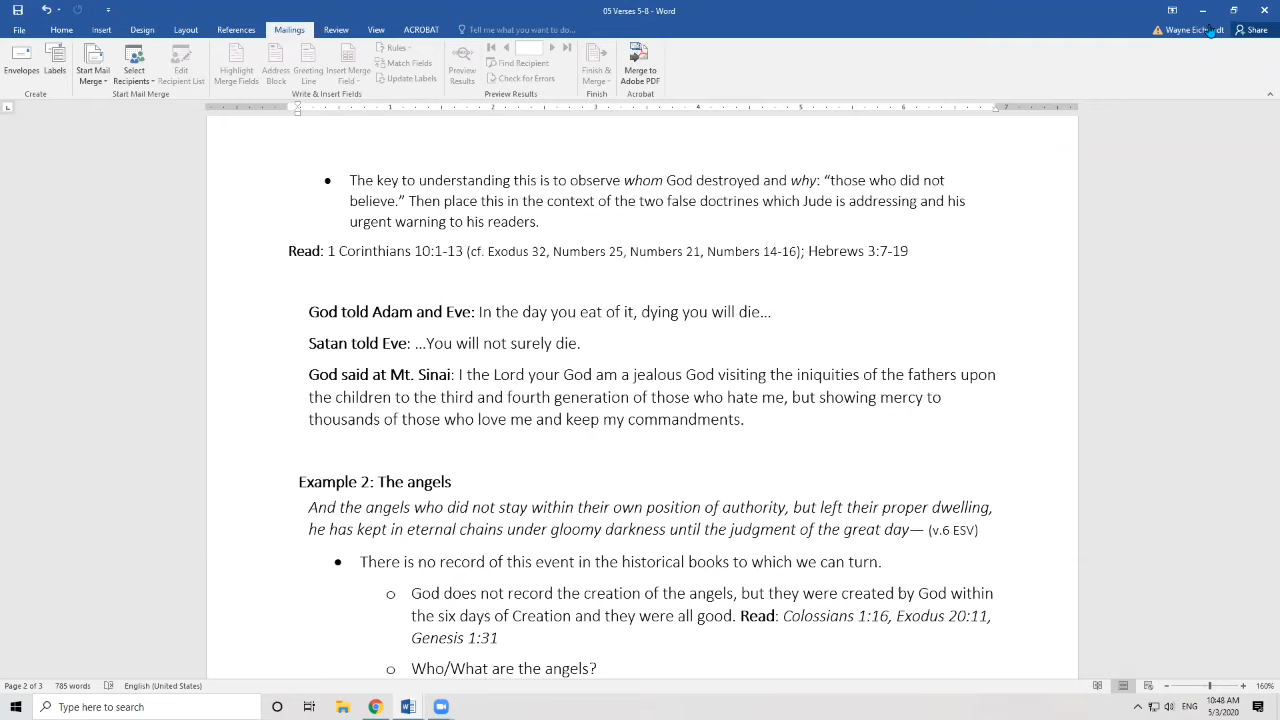 05 Verses 5-8 - Word
File Home Insert Design Layout References Mailings Review View ACROBAT Tell me what you want to do... Share
Envelopes Labels Start Mail Merge Select Recipients Edit Recipient List Highlight Merge Fields Address Block Greeting Line Insert Merge Field Rules Match Fields Update Labels Preview Results Find Recipient Check for Errors Finish & Merge Merge to Adobe PDF
Create Start Mail Merge Write & Insert Fields Preview Results Finish Acrobat
1 2 3 4 5 6 7
• The key to understanding this is to observe whom God destroyed and why: “those who did not
believe.” Then place this in the context of the two false doctrines which Jude is addressing and his
urgent warning to his readers.
Read: 1 Corinthians 10:1-13 (cf. Exodus 32, Numbers 25, Numbers 21, Numbers 14-16); Hebrews 3:7-19
God told Adam and Eve: In the day you eat of it, dying you will die...
Satan told Eve: ...You will not surely die.
God said at Mt. Sinai: I the Lord your God am a jealous God visiting the iniquities of the fathers upon
the children to the third and fourth generation of those who hate me, but showing mercy to
thousands of those who love me and keep my commandments.
Example 2: The angels
And the angels who did not stay within their own position of authority, but left their proper dwelling,
he has kept in eternal chains under gloomy darkness until the judgment of the great day— (v.6 ESV)
• There is no record of this event in the historical books to which we can turn.
o God does not record the creation of the angels, but they were created by God within
the six days of Creation and they were all good. Read: Colossians 1:16, Exodus 20:11,
Genesis 1:31
o Who/What are the angels?
Page 2 of 3 785 words English (United States) 160%
Type here to search ENG 10:48 AM
5/3/2020